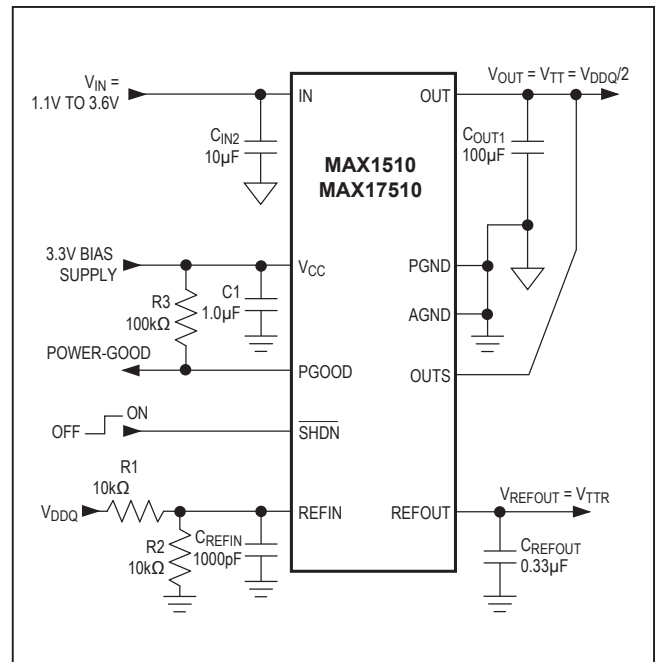 V_IN =
1.1V TO 3.6V
IN
OUT
V_OUT = V_TT = V_DDQ/2
C_IN2
10µF
C_OUT1
100µF
MAX1510
MAX17510
3.3V BIAS
SUPPLY
V_CC
PGND
R3
100kΩ
C1
1.0µF
AGND
POWER-GOOD
PGOOD
OUTS
OFF
ON
SHDN
R1
10kΩ
V_DDQ
REFIN
REFOUT
V_REFOUT = V_TTR
R2
10kΩ
C_REFIN
1000pF
C_REFOUT
0.33µF